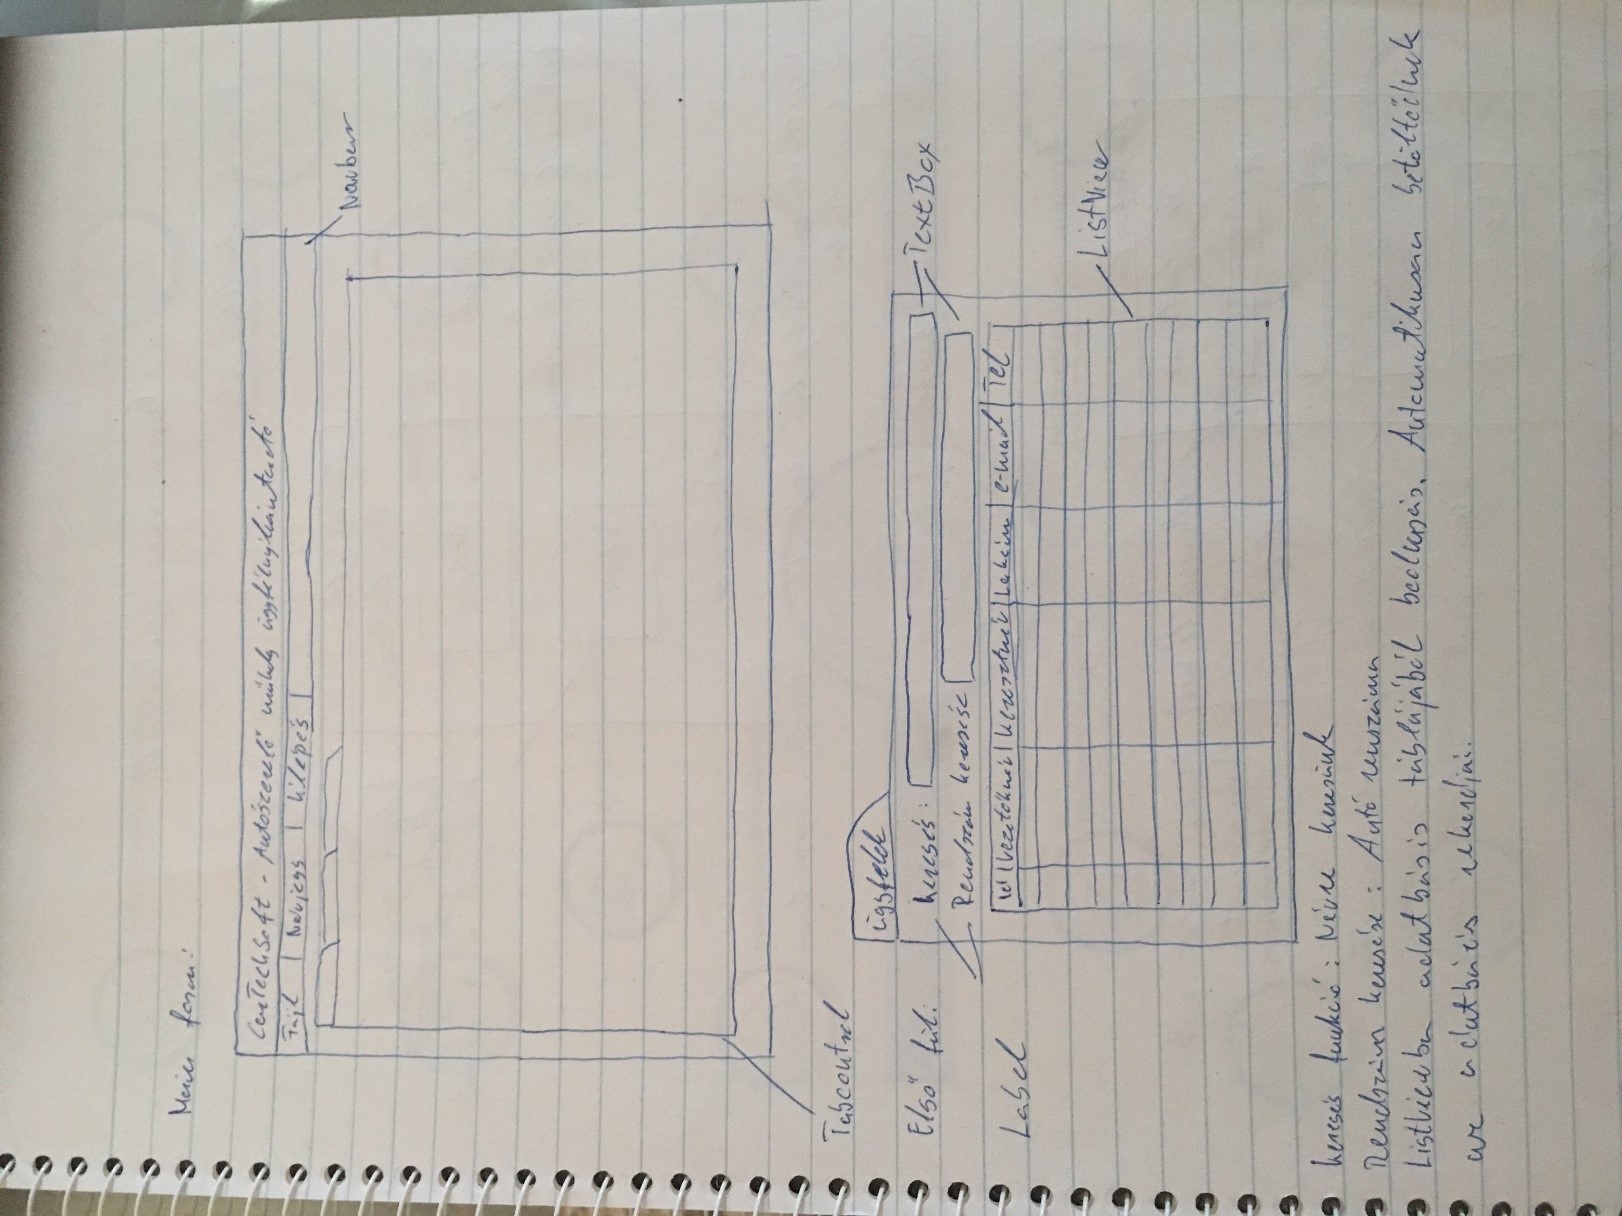 Main form:
CarTechSoft - Autószerelő műhely ügyfélnyilvántartó
Fájl | Névjegy | Kilépés |
Navbar
Tabcontrol
ügyfelek
Első fül:
Keresés:
TextBox
Rendszám keresése
Label
Id | Vezetéknév | Keresztnév | Lakcím | e-mail | Tel
ListView
Keresés funkció: Névre keresünk
Rendszám keresése: Autó renszáma
Listviewba adatbázis táblájából beolvasás. Automatikusan betöltődnek
az adatbázis rekordjai.